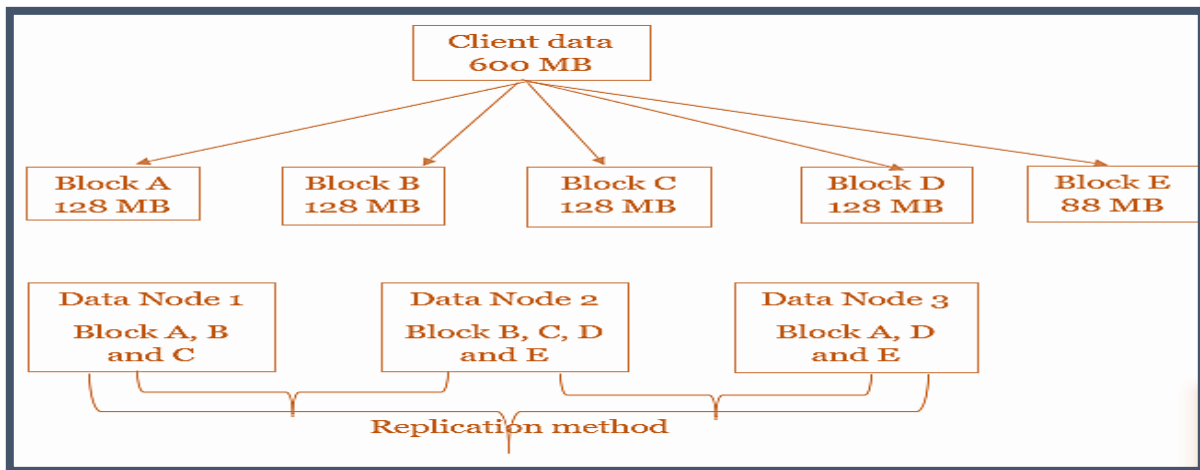 Client data
600 MB
Block A
128 MB
Block B
128 MB
Block C
128 MB
Block D
128 MB
Block E
88 MB
Data Node 1
Block A, B
and C
Data Node 2
Block B, C, D
and E
Data Node 3
Block A, D
and E
Replication method